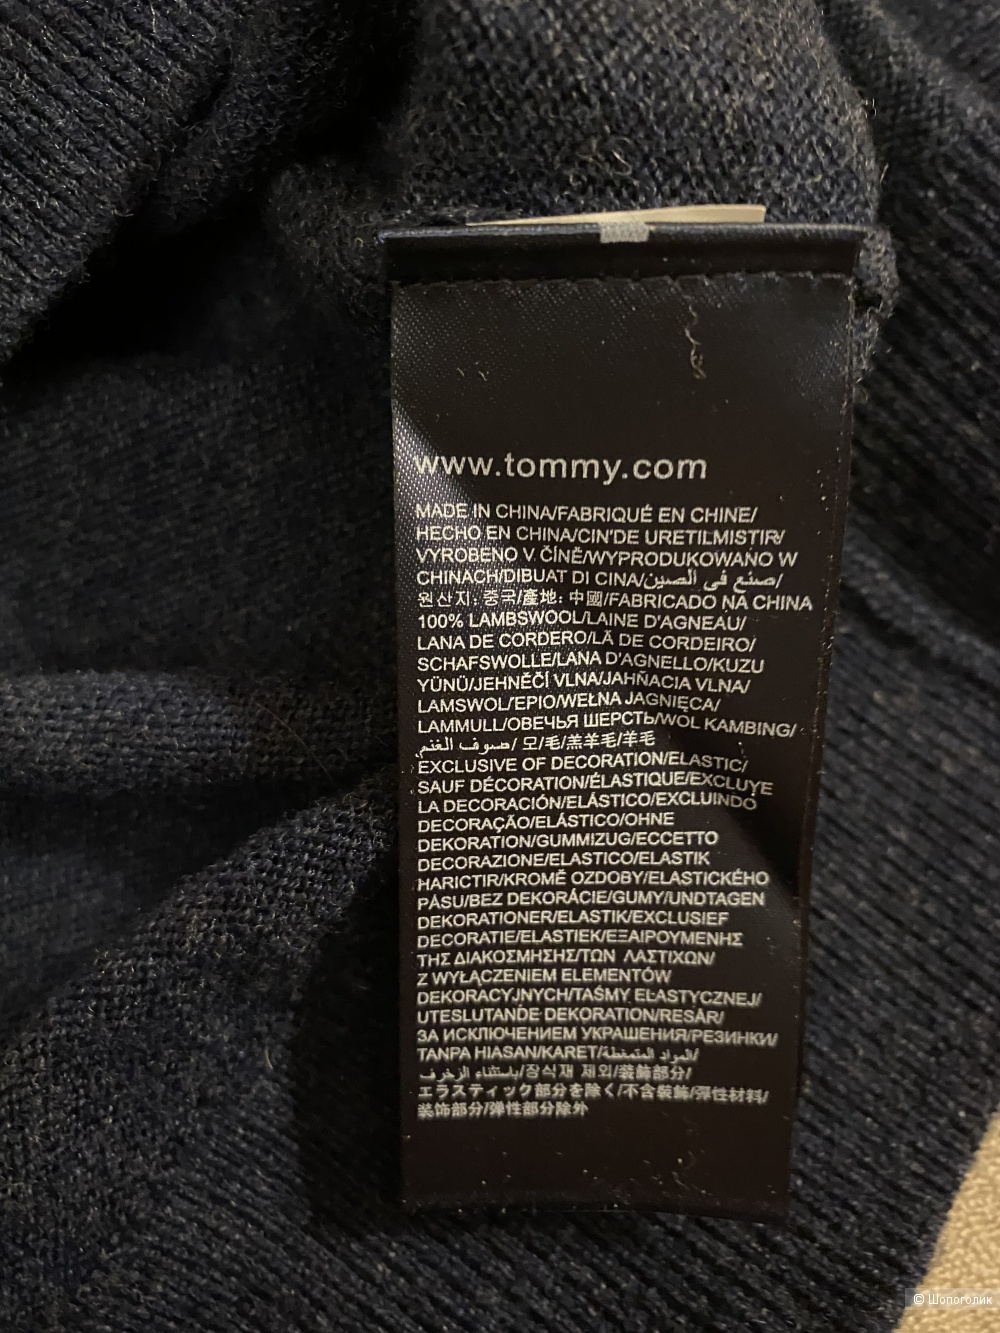 www.tommy.com
MADE IN CHINA/FABRIQUÉ EN CHINE/
HECHO EN CHINA/CIN'DE URETILMISTIR/
VYROBENO V ČÍNĚ/WYPRODUKOWANO W
CHINACH/DIBUAT DI CINA/صنع في الصين/
원산지: 중국/產地: 中國/FABRICADO NA CHINA
100% LAMBSWOOL/LAINE D'AGNEAU/
LANA DE CORDERO/LÃ DE CORDEIRO/
SCHAFSWOLLE/LANA D'AGNELLO/KUZU
YÜNÜ/JEHNĚČÍ VLNA/JAHŇACIA VLNA/
LAMSWOL/ΕΡΙΟ/WEŁNA JAGNIĘCA/
LAMMULL/ОВЕЧЬЯ ШЕРСТЬ/WOL KAMBING/
صوف الغنم/ 모/毛/羔羊毛/羊毛
EXCLUSIVE OF DECORATION/ELASTIC/
SAUF DÉCORATION/ÉLASTIQUE/EXCLUYE
LA DECORACIÓN/ELÁSTICO/EXCLUINDO
DECORAÇÃO/ELÁSTICO/OHNE
DEKORATION/GUMMIZUG/ECCETTO
DECORAZIONE/ELASTICO/ELASTIK
HARICTIR/KROMĚ OZDOBY/ELASTICKÉHO
PÁSU/BEZ DEKORÁCIE/GUMY/UNDTAGEN
DEKORATIONER/ELASTIK/EXCLUSIEF
DECORATIE/ELASTIEK/ΕΞΑΙΡΟΥΜΕΝΗΣ
ΤΗΣ ΔΙΑΚΟΣΜΗΣΗΣ/ΤΩΝ ΛΑΣΤΙΧΩΝ/
Z WYŁĄCZENIEM ELEMENTÓW
DEKORACYJNYCH/TAŚMY ELASTYCZNEJ/
UTESLUTANDE DEKORATION/RESÅR/
ЗА ИСКЛЮЧЕНИЕМ УКРАШЕНИЯ/РЕЗИНКИ/
TANPA HIASAN/KARET/المواد المتمغطة/
باستثناء الزخرف/장식재 제외/装飾部分/
エラスティック部分を除く/不含裝飾/彈性材料/
装饰部分/弹性部分除外
© Шопоголик